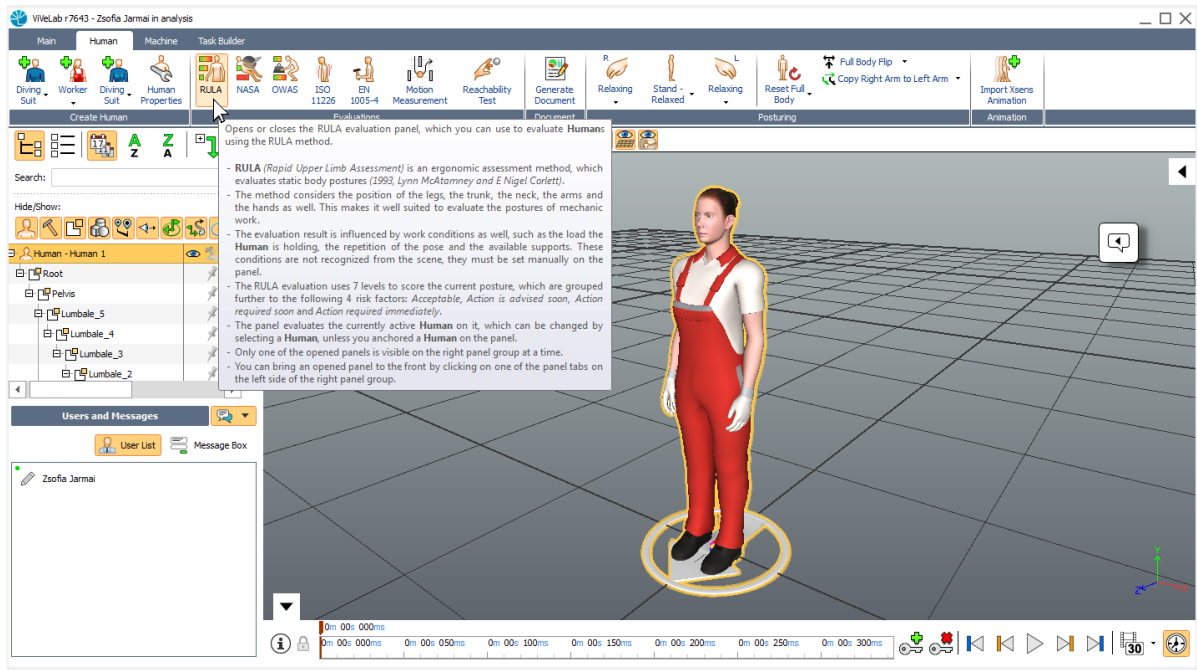 ViVeLab r7643 - Zsofia Jarmai in analysis
Main Human Machine Task Builder
Diving Suit
Worker
Diving Suit
Human Properties
RULA
NASA
OWAS
ISO 11226
EN 1005-4
Motion Measurement
Reachability Test
Generate Document
R
Relaxing
Stand - Relaxed
L
Relaxing
Reset Full Body
Full Body Flip
Copy Right Arm to Left Arm
Import Xsens Animation
Create Human Evaluations Document Posturing Animation
17
A
Z
Z
A
Search:
Hide/Show:
Human - Human 1
Root
Pelvis
Lumbale_5
Lumbale_4
Lumbale_3
Lumbale_2
Opens or closes the RULA evaluation panel, which you can use to evaluate Humans
using the RULA method.
- RULA (Rapid Upper Limb Assessment) is an ergonomic assessment method, which
evaluates static body postures (1993, Lynn McAtamney and E Nigel Corlett).
- The method considers the position of the legs, the trunk, the neck, the arms and
the hands as well. This makes it well suited to evaluate the postures of mechanic
work.
- The evaluation result is influenced by work conditions as well, such as the load the
Human is holding, the repetition of the pose and the available supports. These
conditions are not recognized from the scene, they must be set manually on the
panel.
- The RULA evaluation uses 7 levels to score the current posture, which are grouped
further to the following 4 risk factors: Acceptable, Action is advised soon, Action
required soon and Action required immediately.
- The panel evaluates the currently active Human on it, which can be changed by
selecting a Human, unless you anchored a Human on the panel.
- Only one of the opened panels is visible on the right panel group at a time.
- You can bring an opened panel to the front by clicking on one of the panel tabs on
the left side of the right panel group.
Users and Messages
User List Message Box
Zsofia Jarmai
Y
Z
X
0m 00s 000ms
0m 00s 000ms 0m 00s 050ms 0m 00s 100ms 0m 00s 150ms 0m 00s 200ms 0m 00s 250ms 0m 00s 300ms
30